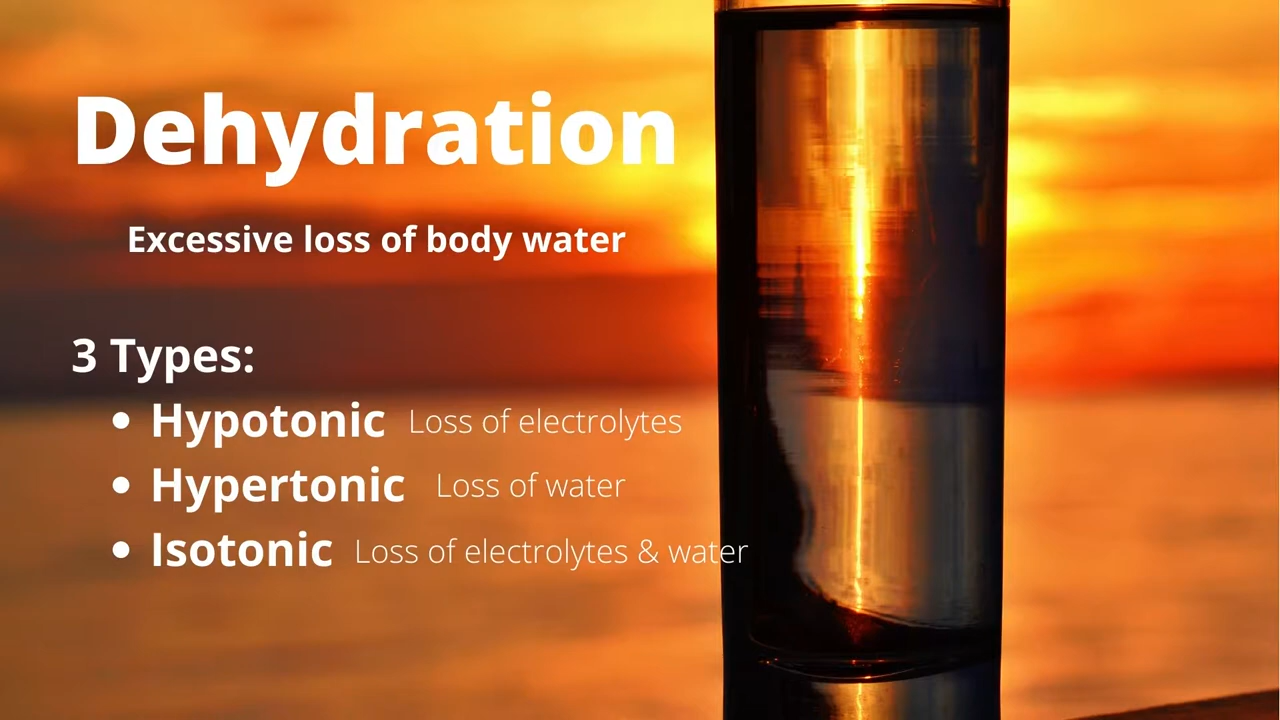 Dehydration
Excessive loss of body water
3 Types:
• Hypotonic Loss of electrolytes
• Hypertonic Loss of water
• Isotonic Loss of electrolytes & water